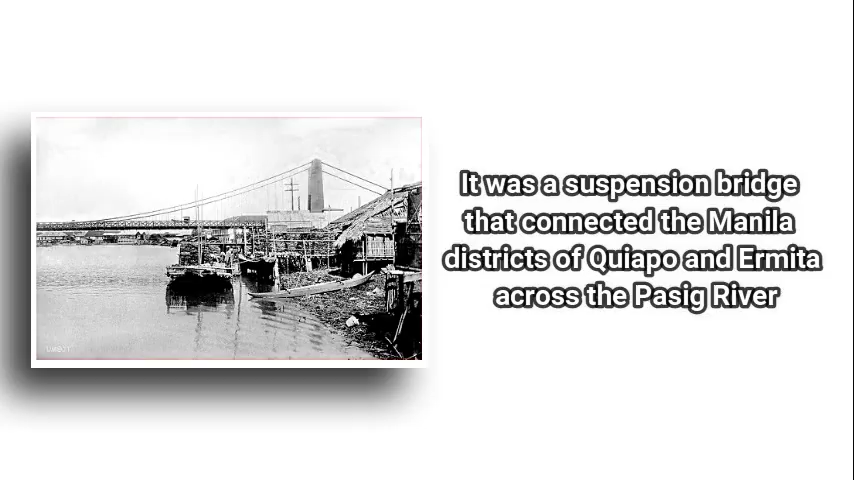 It was a suspension bridge
that connected the Manila
districts of Quiapo and Ermita
across the Pasig River